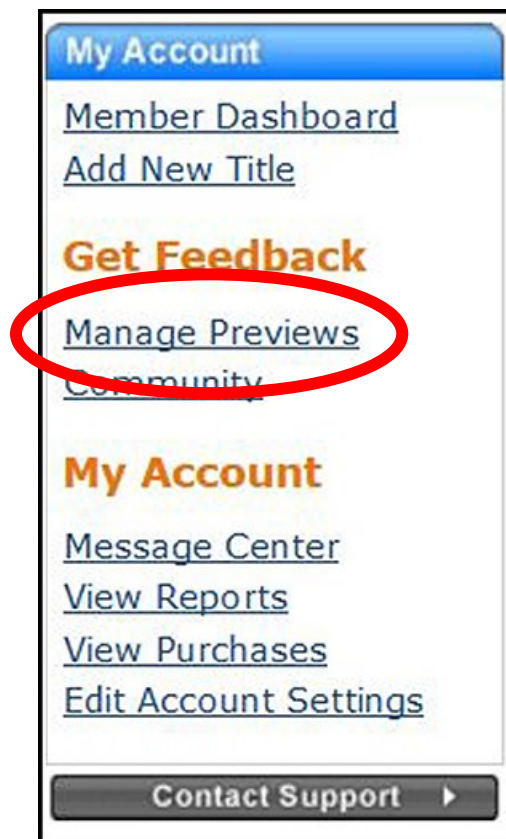 My Account
Member Dashboard
Add New Title
Get Feedback
Manage Previews
Community
My Account
Message Center
View Reports
View Purchases
Edit Account Settings
Contact Support